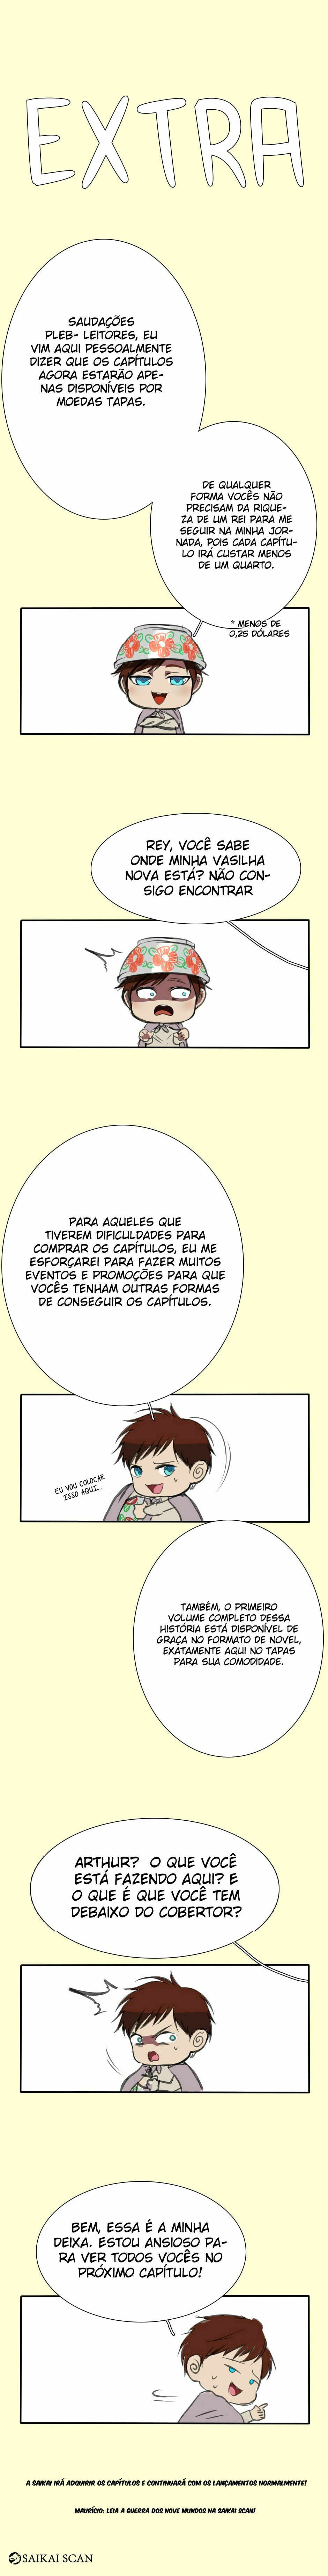 EXTRA
SAUDAÇÕES
PLEB- LEITORES, EU
VIM AQUI PESSOALMENTE
DIZER QUE OS CAPÍTULOS
AGORA ESTARÃO APE-
NAS DISPONÍVEIS POR
MOEDAS TAPAS.
DE QUALQUER
FORMA VOCÊS NÃO
PRECISAM DA RIQUE-
ZA DE UM REI PARA ME
SEGUIR NA MINHA JOR-
NADA, POIS CADA CAPÍTU-
LO IRÁ CUSTAR MENOS
DE UM QUARTO.
* MENOS DE
0,25 DÓLARES
REY, VOCÊ SABE
ONDE MINHA VASILHA
NOVA ESTÁ? NÃO CON-
SIGO ENCONTRAR
PARA AQUELES QUE
TIVEREM DIFICULDADES PARA
COMPRAR OS CAPÍTULOS, EU ME
ESFORÇAREI PARA FAZER MUITOS
EVENTOS E PROMOÇÕES PARA QUE
VOCÊS TENHAM OUTRAS FORMAS
DE CONSEGUIR OS CAPÍTULOS.
EU VOU COLOCAR
ISSO AQUI...
TAMBÉM, O PRIMEIRO
VOLUME COMPLETO DESSA
HISTÓRIA ESTÁ DISPONÍVEL DE
GRAÇA NO FORMATO DE NOVEL,
EXATAMENTE AQUI NO TAPAS
PARA SUA COMODIDADE.
ARTHUR? O QUE VOCÊ
ESTÁ FAZENDO AQUI? E
O QUE É QUE VOCÊ TEM
DEBAIXO DO COBERTOR?
BEM, ESSA É A MINHA
DEIXA. ESTOU ANSIOSO PA-
RA VER TODOS VOCÊS NO
PRÓXIMO CAPÍTULO!
A SAIKAI IRÁ ADQUIRIR OS CAPÍTULOS E CONTINUARÁ COM OS LANÇAMENTOS NORMALMENTE!
MAURÍCIO: LEIA A GUERRA DOS NOVE MUNDOS NA SAIKAI SCAN!
SAIKAI SCAN